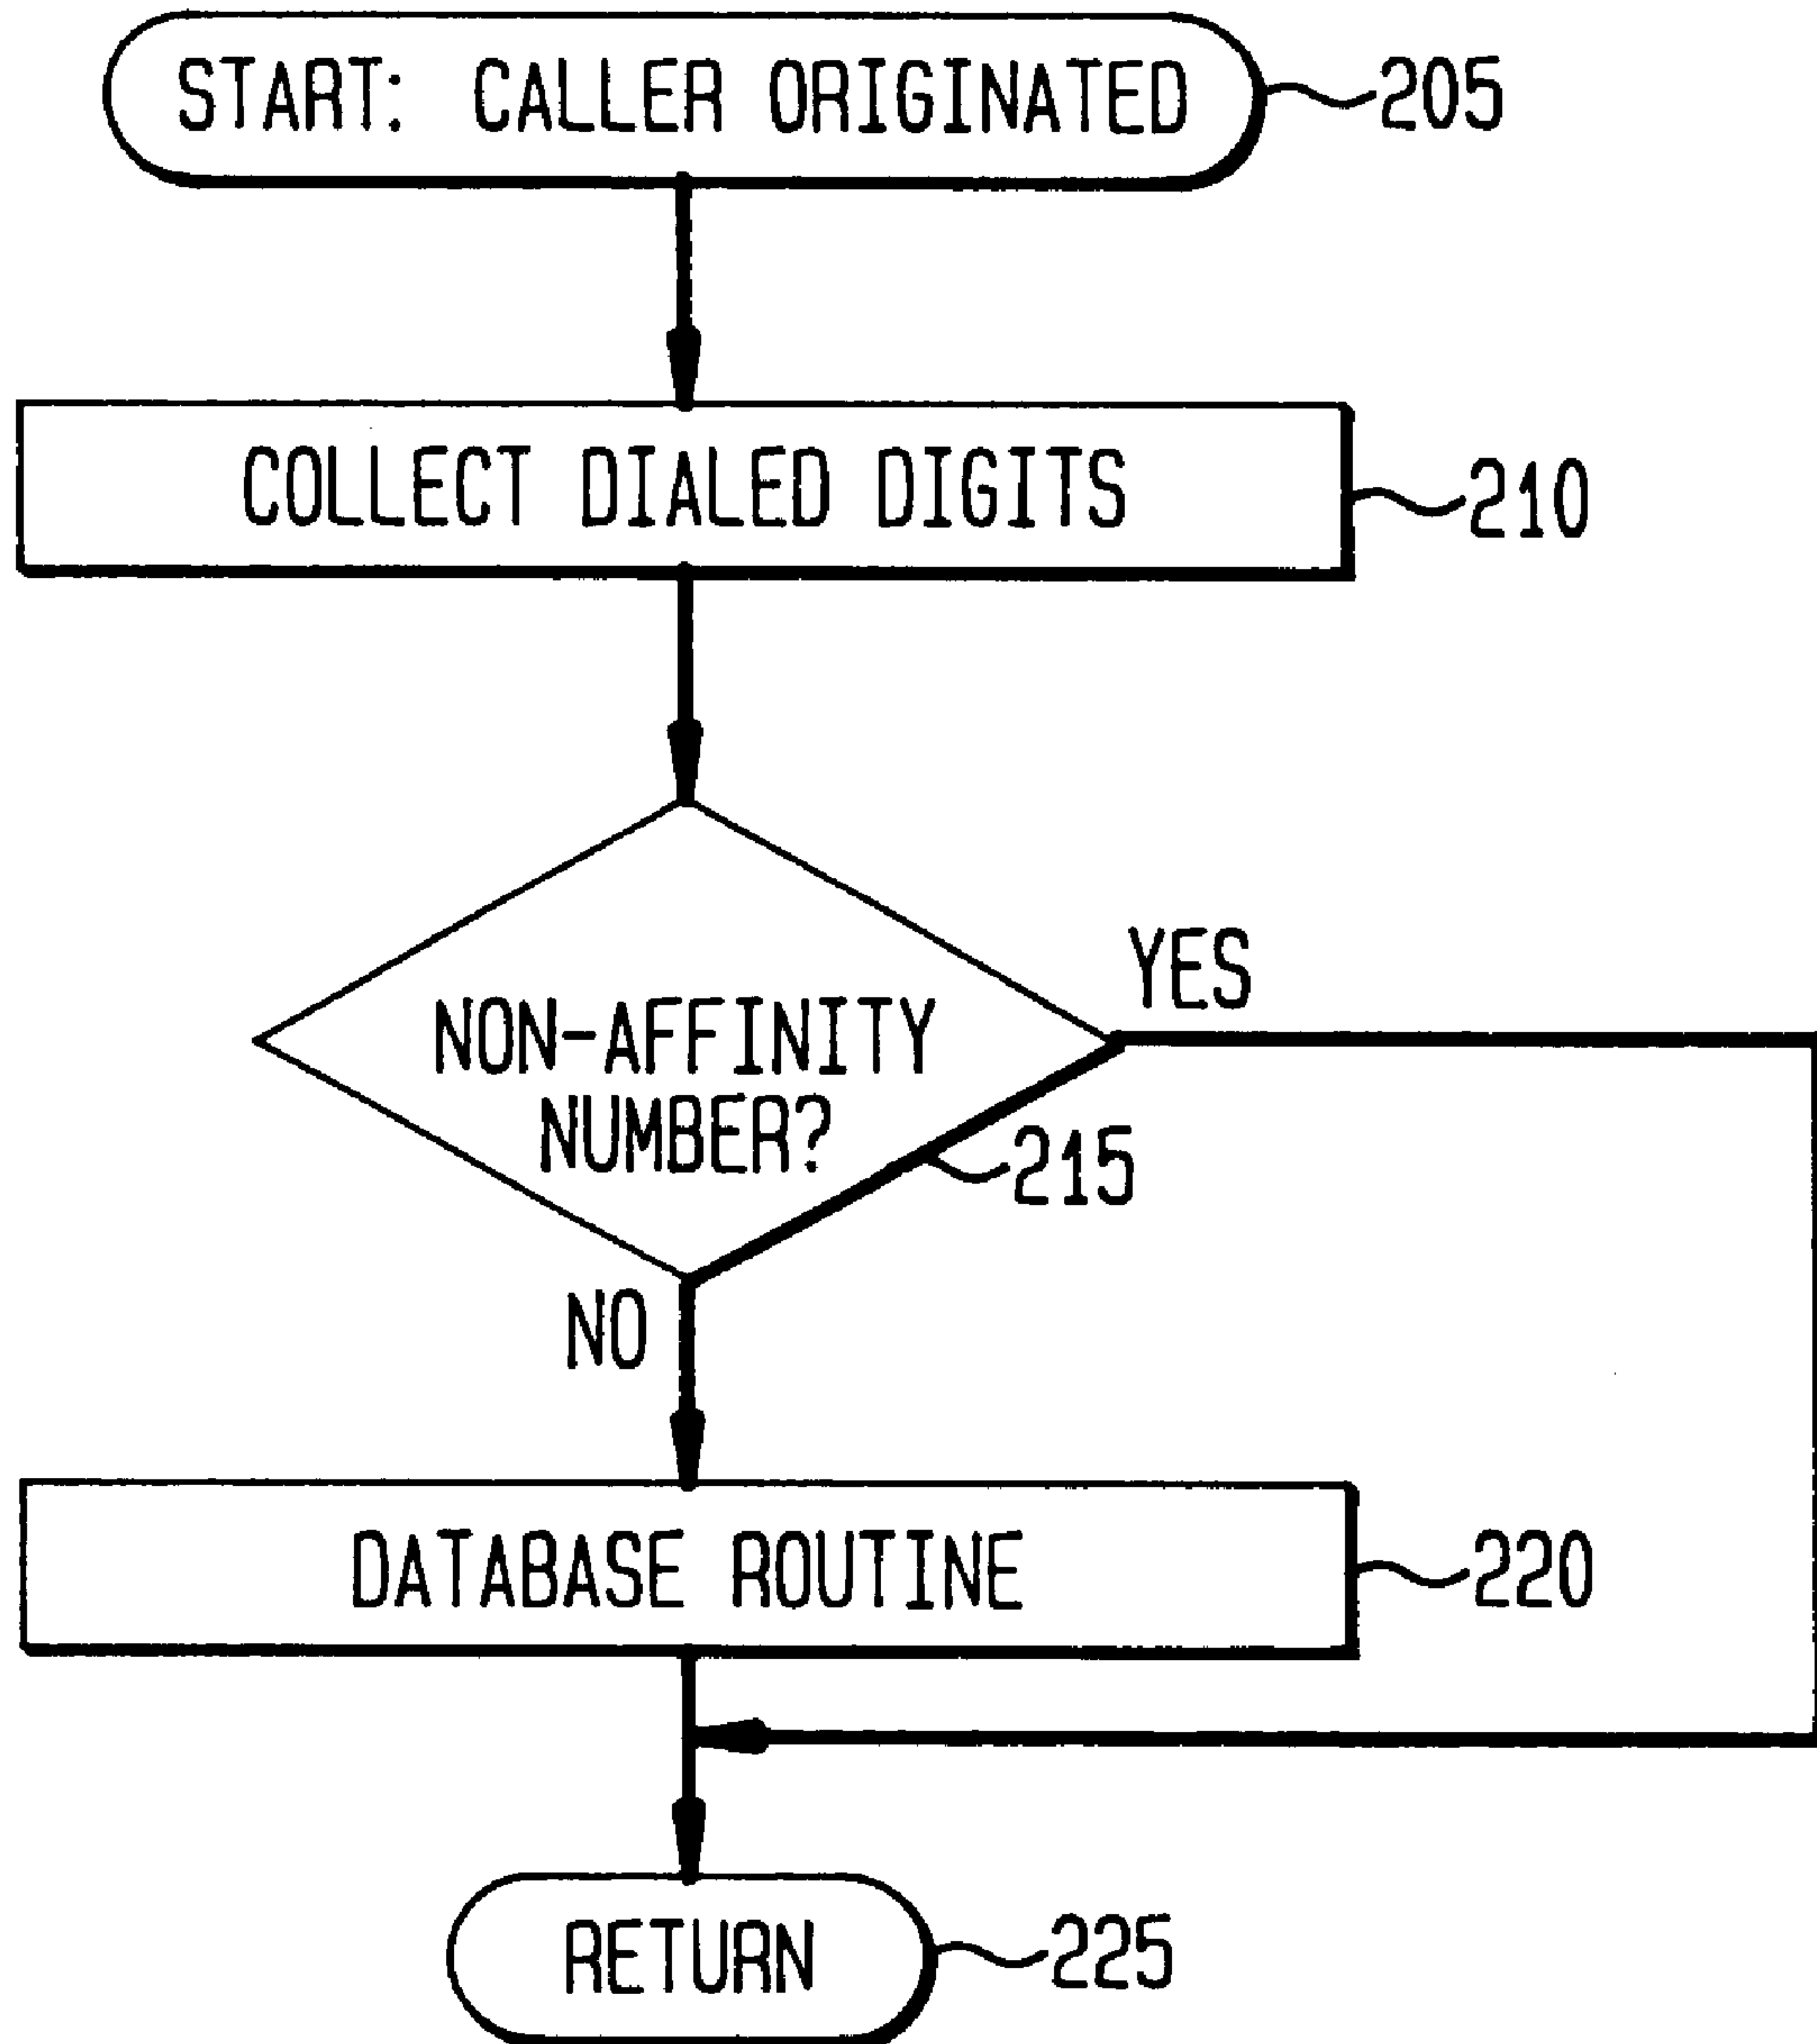 START: CALLER ORIGINATED
205
COLLECT DIALED DIGITS
210
YES
NON-AFFINITY
NUMBER?
215
NO
DATABASE ROUTINE
220
RETURN
225